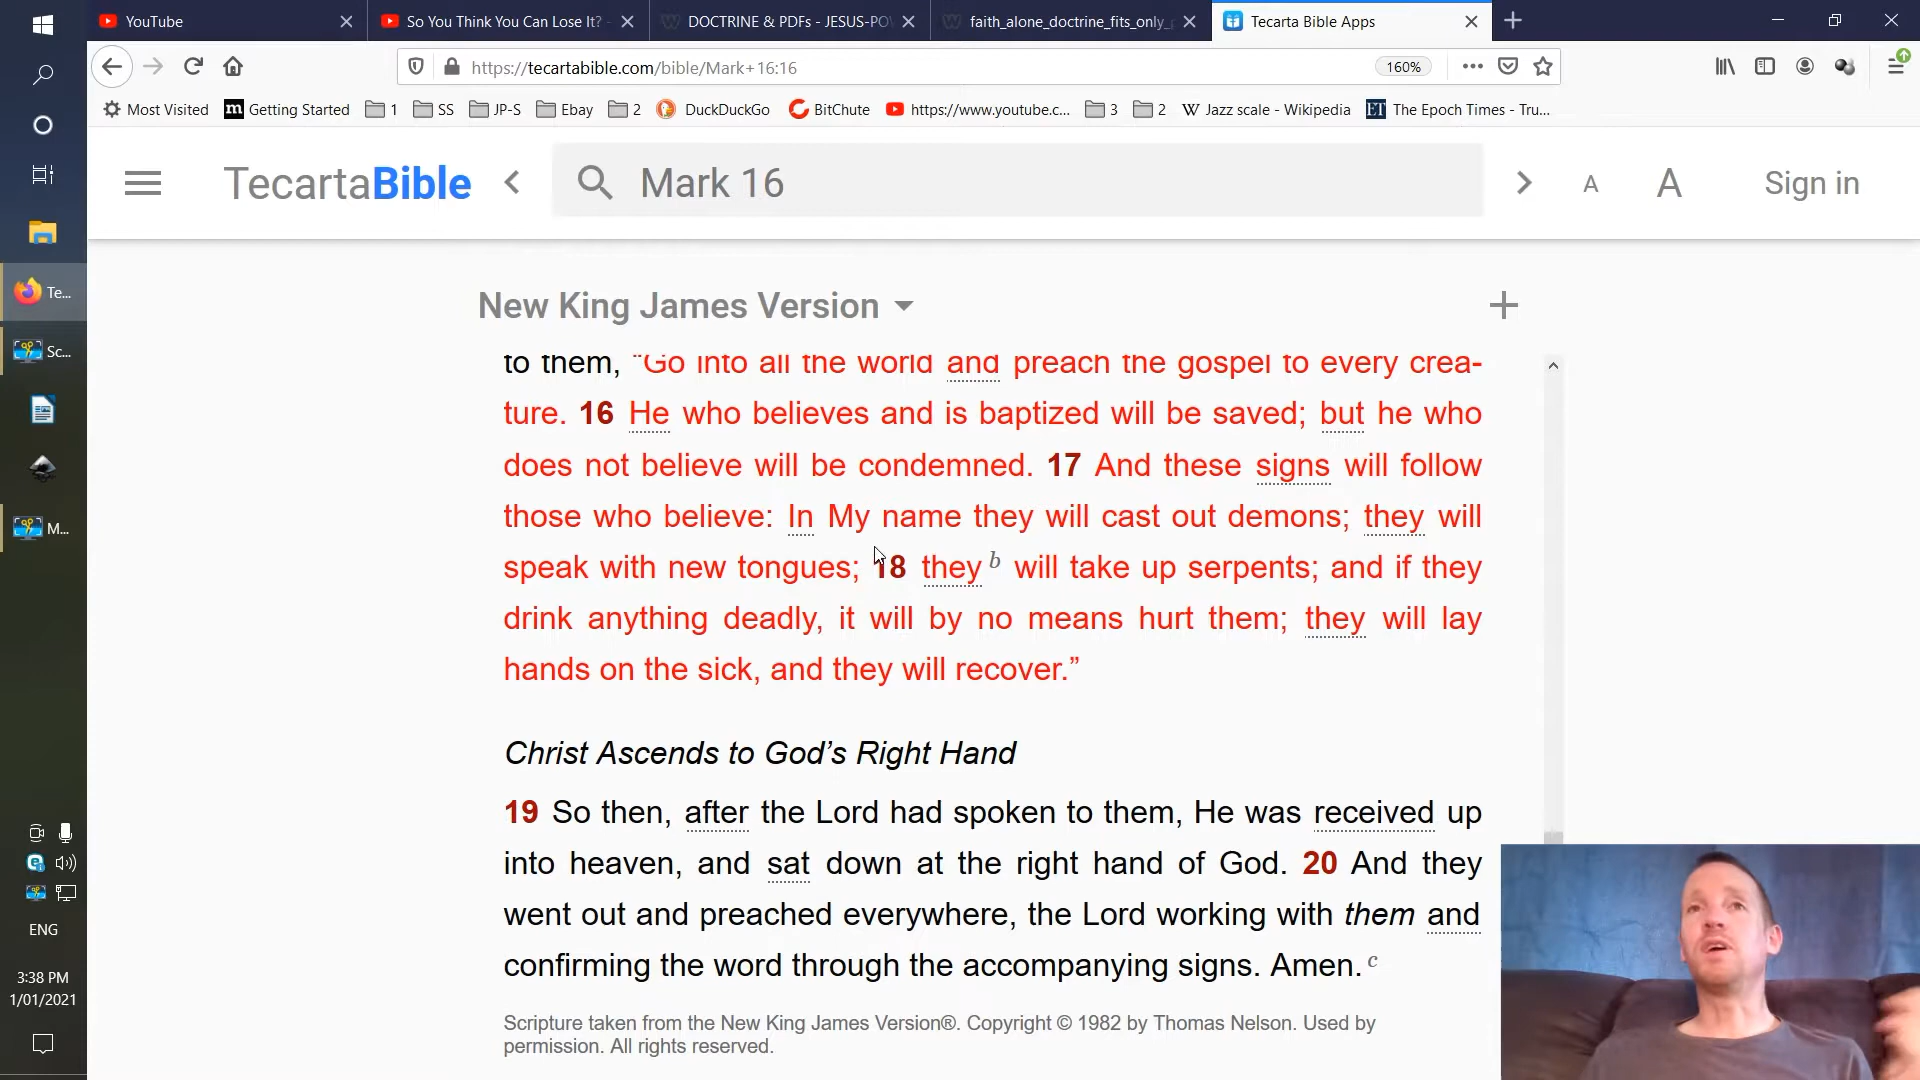 YouTube
So You Think You Can Lose It? -
DOCTRINE & PDFs - JESUS-PO
faith_alone_doctrine_fits_only_
Tecarta Bible Apps
https://tecartabible.com/bible/Mark+16:16
160%
Most Visited
Getting Started
1
SS
JP-S
Ebay
2
DuckDuckGo
BitChute
https://www.youtube.c...
3
2
Jazz scale - Wikipedia
The Epoch Times - Tru...
TecartaBible
Mark 16
A
A
Sign in
New King James Version
to them, “Go into all the world and preach the gospel to every crea-
ture. 16 He who believes and is baptized will be saved; but he who
does not believe will be condemned. 17 And these signs will follow
those who believe: In My name they will cast out demons; they will
speak with new tongues; 18 they b will take up serpents; and if they
drink anything deadly, it will by no means hurt them; they will lay
hands on the sick, and they will recover.”
Christ Ascends to God’s Right Hand
19 So then, after the Lord had spoken to them, He was received up
into heaven, and sat down at the right hand of God. 20 And they
went out and preached everywhere, the Lord working with them and
confirming the word through the accompanying signs. Amen. c
Scripture taken from the New King James Version®. Copyright © 1982 by Thomas Nelson. Used by
permission. All rights reserved.
Te...
Sc...
M...
ENG
3:38 PM
1/01/2021